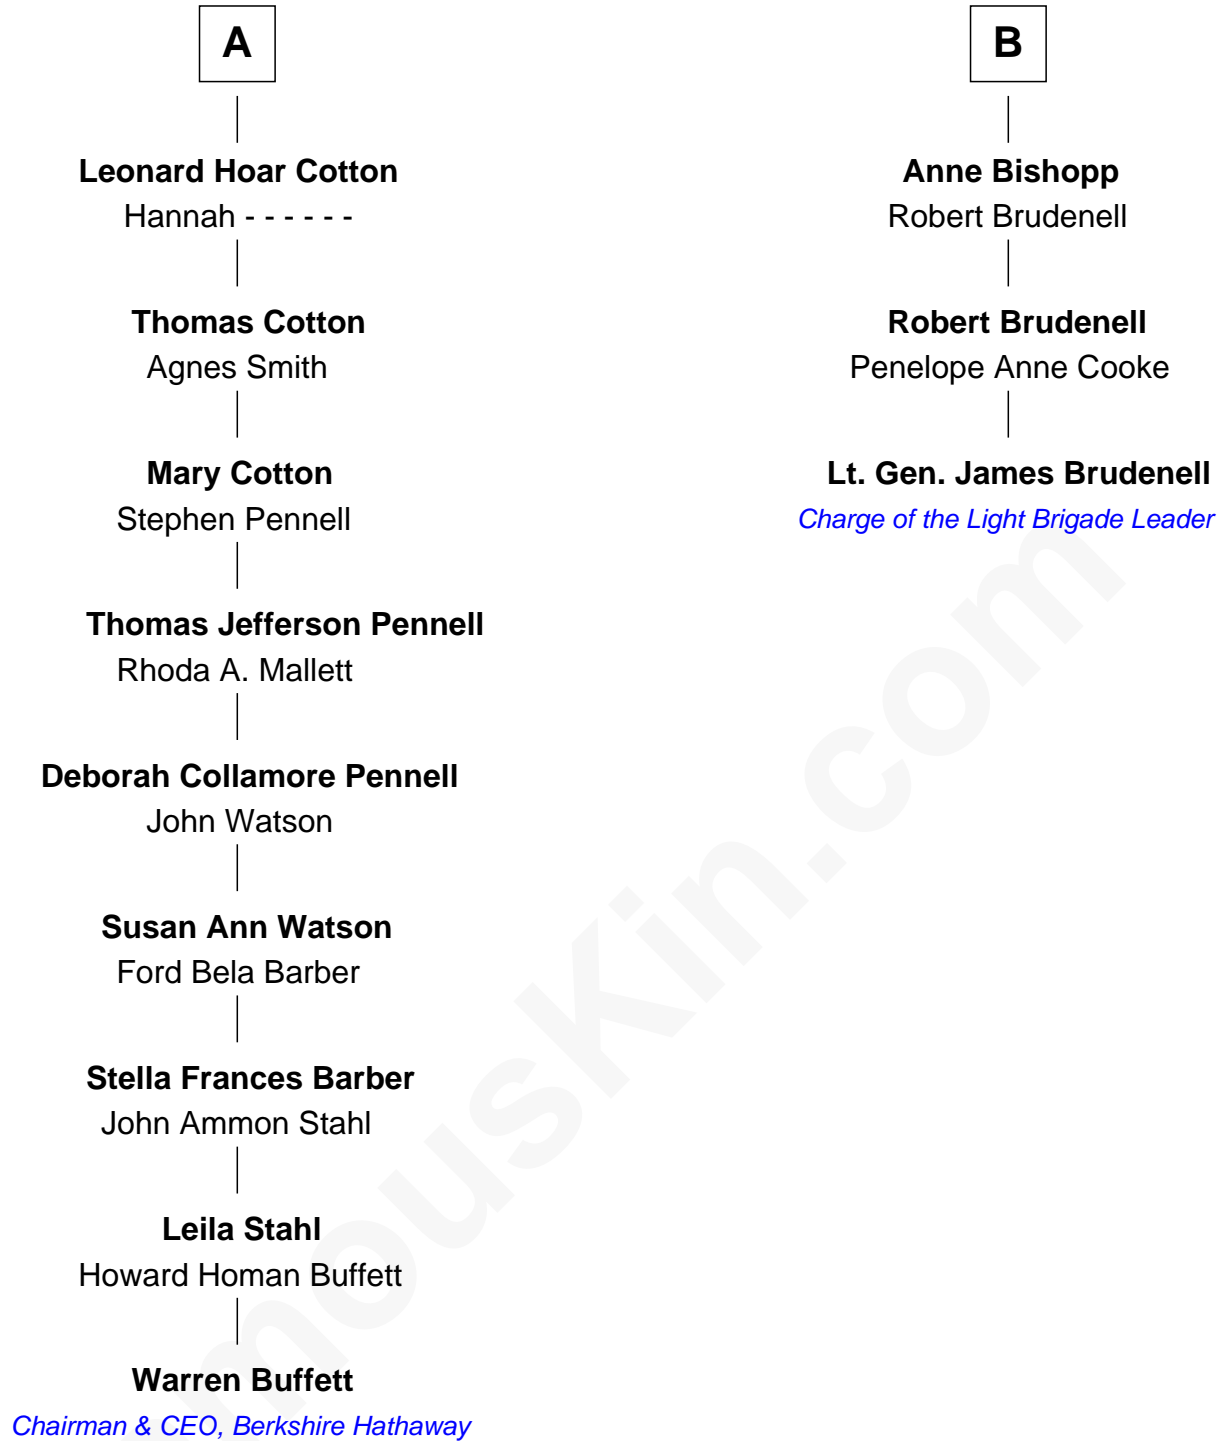 A
Leonard Hoar Cotton
Hannah - - - - - -
Thomas Cotton
Agnes Smith
Mary Cotton
Stephen Pennell
Thomas Jefferson Pennell
Rhoda A. Mallett
Deborah Collamore Pennell
John Watson
Susan Ann Watson
Ford Bela Barber
Stella Frances Barber
John Ammon Stahl
Leila Stahl
Howard Homan Buffett
Warren Buffett
Chairman & CEO, Berkshire Hathaway
B
Anne Bishopp
Robert Brudenell
Robert Brudenell
Penelope Anne Cooke
Lt. Gen. James Brudenell
Charge of the Light Brigade Leader
mousKin.com